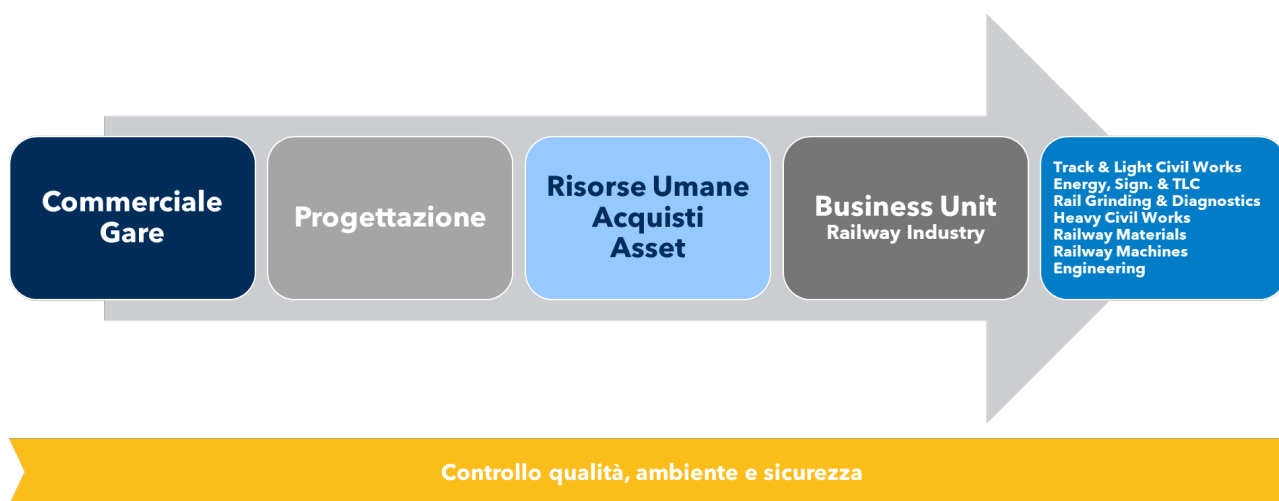 Commerciale
Gare
Progettazione
Risorse Umane
Acquisti
Asset
Business Unit
Railway Industry
Track & Light Civil Works
Energy, Sign. & TLC
Rail Grinding & Diagnostics
Heavy Civil Works
Railway Materials
Railway Machines
Engineering
Controllo qualità, ambiente e sicurezza